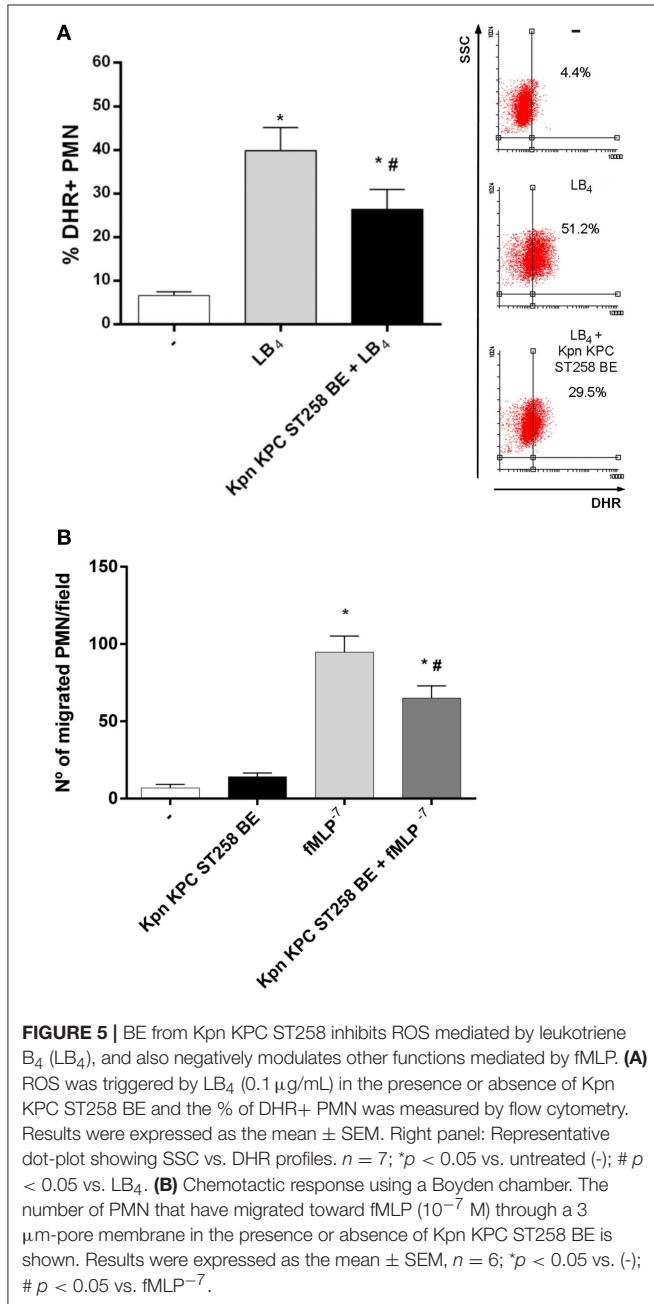 A
% DHR+ PMN
60
50
40
30
20
10
0
*
* #
-
LB₄
Kpn KPC ST258 BE + LB₄
SSC
1024
-
4.4%
10000
1024
LB₄
51.2%
10000
1024
LB₄ +
Kpn KPC
ST258 BE
29.5%
10000
DHR
B
Nº of migrated PMN/field
150
100
50
0
*
* #
-
Kpn KPC ST258 BE
fMLP⁻⁷
Kpn KPC ST258 BE + fMLP⁻⁷
FIGURE 5 | BE from Kpn KPC ST258 inhibits ROS mediated by leukotriene
B₄ (LB₄), and also negatively modulates other functions mediated by fMLP. (A)
ROS was triggered by LB₄ (0.1 μg/mL) in the presence or absence of Kpn
KPC ST258 BE and the % of DHR+ PMN was measured by flow cytometry.
Results were expressed as the mean ± SEM. Right panel: Representative
dot-plot showing SSC vs. DHR profiles. n = 7; *p < 0.05 vs. untreated (-); # p
< 0.05 vs. LB₄. (B) Chemotactic response using a Boyden chamber. The
number of PMN that have migrated toward fMLP (10⁻⁷ M) through a 3
μm-pore membrane in the presence or absence of Kpn KPC ST258 BE is
shown. Results were expressed as the mean ± SEM, n = 6; *p < 0.05 vs. (-);
# p < 0.05 vs. fMLP⁻⁷.